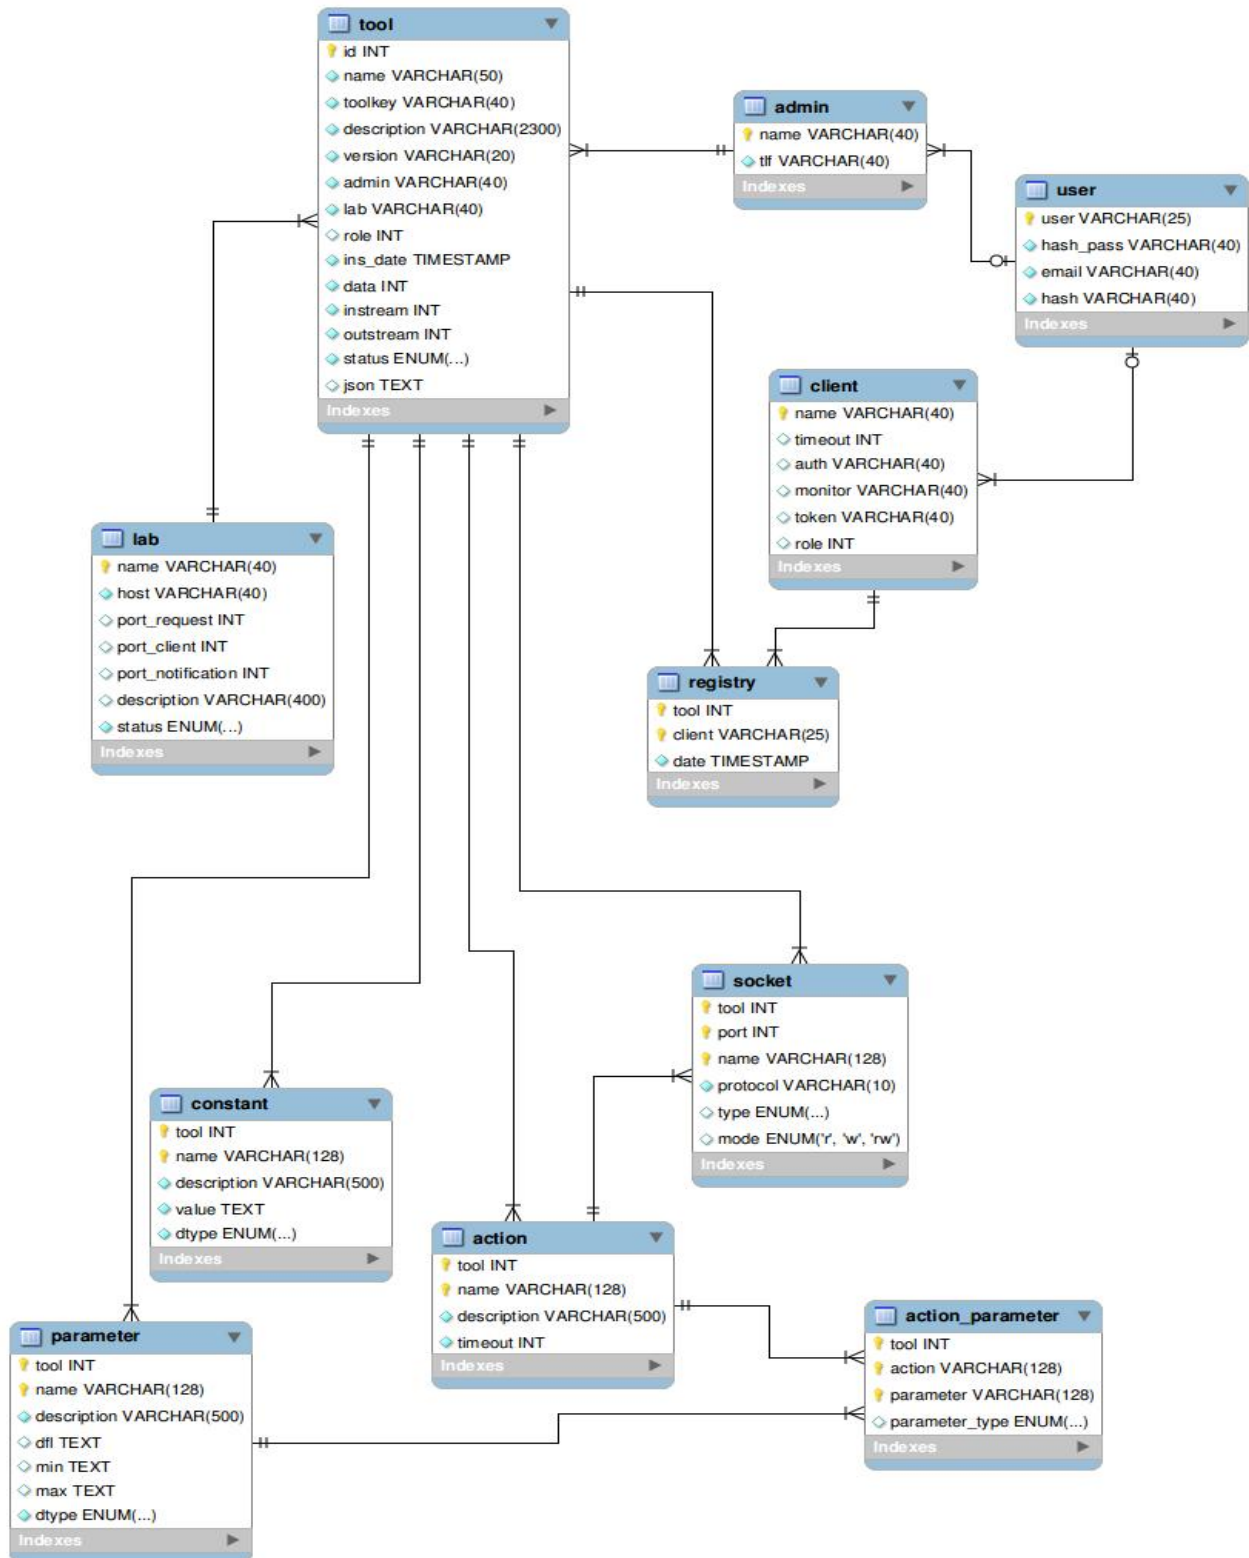 tool
id INT
name VARCHAR(50)
toolkey VARCHAR(40)
description VARCHAR(2300)
version VARCHAR(20)
admin VARCHAR(40)
lab VARCHAR(40)
role INT
ins_date TIMESTAMP
data INT
instream INT
outstream INT
status ENUM(...)
json TEXT
Indexes
admin
name VARCHAR(40)
tlf VARCHAR(40)
Indexes
user
user VARCHAR(25)
hash_pass VARCHAR(40)
email VARCHAR(40)
hash VARCHAR(40)
Indexes
client
name VARCHAR(40)
timeout INT
auth VARCHAR(40)
monitor VARCHAR(40)
token VARCHAR(40)
role INT
Indexes
lab
name VARCHAR(40)
host VARCHAR(40)
port_request INT
port_client INT
port_notification INT
description VARCHAR(400)
status ENUM(...)
Indexes
registry
tool INT
client VARCHAR(25)
date TIMESTAMP
Indexes
socket
tool INT
port INT
name VARCHAR(128)
protocol VARCHAR(10)
type ENUM(...)
mode ENUM('r', 'w', 'rw')
Indexes
constant
tool INT
name VARCHAR(128)
description VARCHAR(500)
value TEXT
dtype ENUM(...)
Indexes
action
tool INT
name VARCHAR(128)
description VARCHAR(500)
timeout INT
Indexes
action_parameter
tool INT
action VARCHAR(128)
parameter VARCHAR(128)
parameter_type ENUM(...)
Indexes
parameter
tool INT
name VARCHAR(128)
description VARCHAR(500)
dfl TEXT
min TEXT
max TEXT
dtype ENUM(...)
Indexes